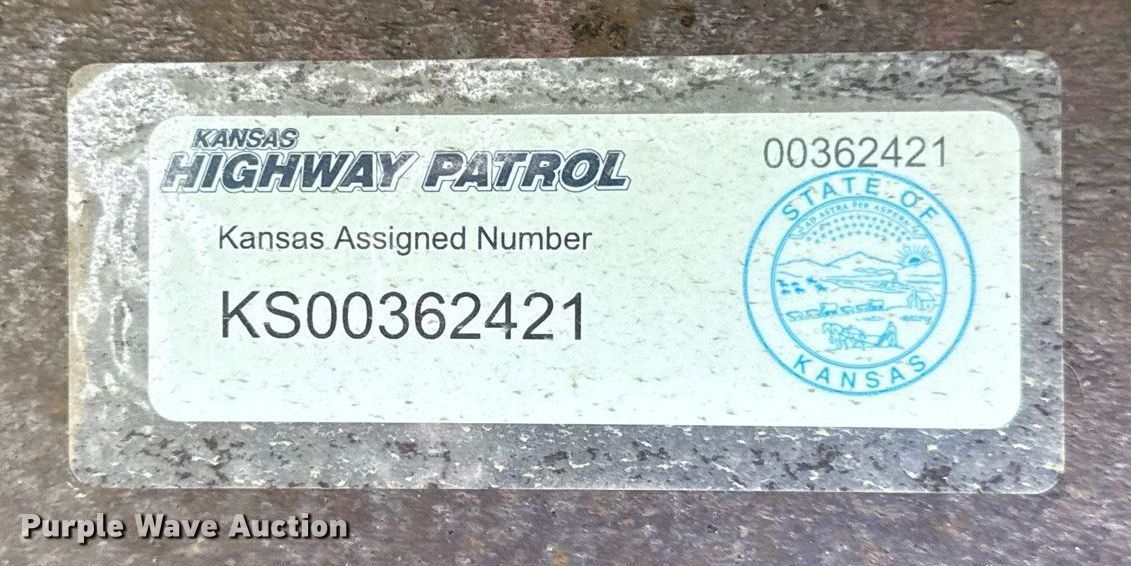 KANSAS
HIGHWAY PATROL
00362421
Kansas Assigned Number
KS00362421
STATE OF
AD ASTRA PER ASPERA
KANSAS
Purple Wave Auction